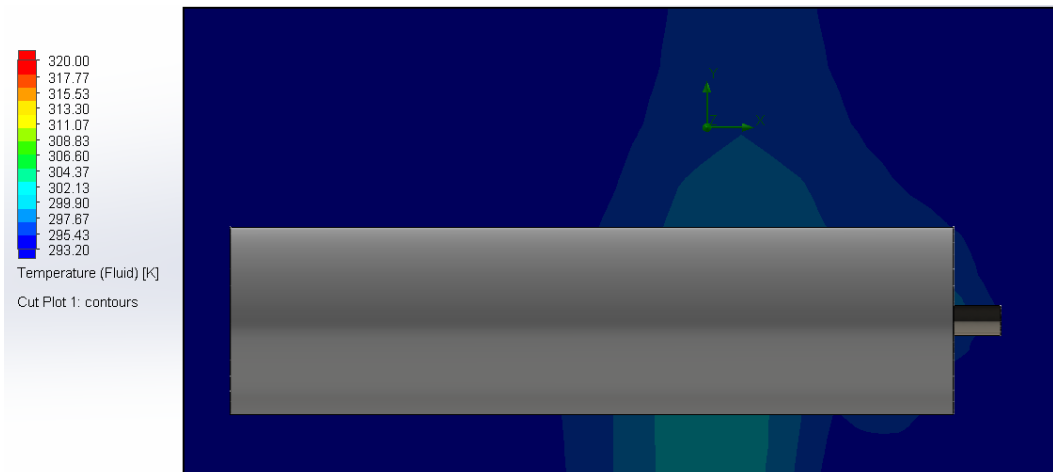 320.00
317.77
315.53
313.30
311.07
308.83
306.60
304.37
302.13
299.90
297.67
295.43
293.20
Temperature (Fluid) [K]
Cut Plot 1: contours
Y
Z
X